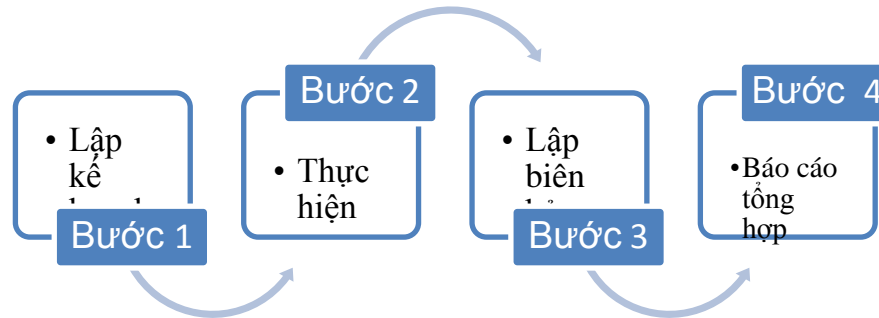 Bước 1
• Lập
kế
Bước 2
• Thực
hiện
Bước 3
• Lập
biên
Bước 4
•Báo cáo
tổng
hợp